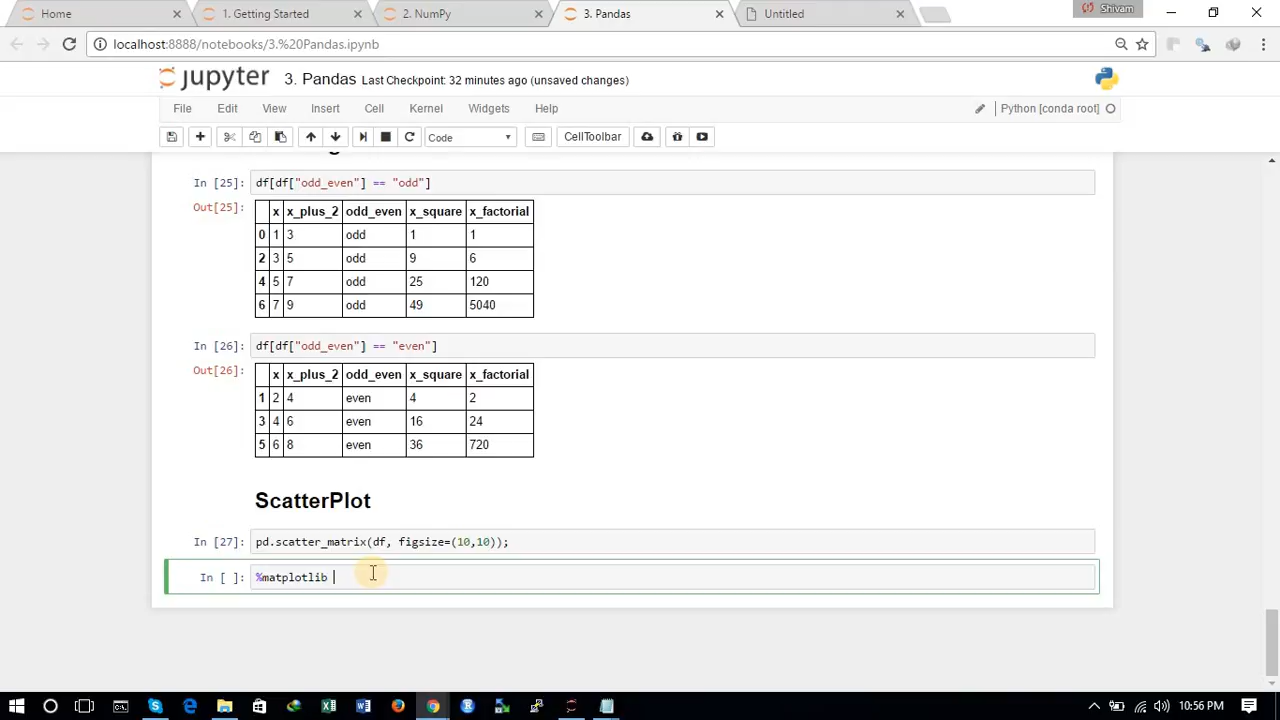 Home
1. Getting Started
2. NumPy
3. Pandas
Untitled
Shivam
localhost:8888/notebooks/3.%20Pandas.ipynb
jupyter 3. Pandas Last Checkpoint: 32 minutes ago (unsaved changes)
File Edit View Insert Cell Kernel Widgets Help Python [conda root]
Code CellToolbar
In [25]: df[df["odd_even"] == "odd"]
Out[25]:
x x_plus_2 odd_even x_square x_factorial
0 1 3 odd 1 1
2 3 5 odd 9 6
4 5 7 odd 25 120
6 7 9 odd 49 5040
In [26]: df[df["odd_even"] == "even"]
Out[26]:
x x_plus_2 odd_even x_square x_factorial
1 2 4 even 4 2
3 4 6 even 16 24
5 6 8 even 36 720
ScatterPlot
In [27]: pd.scatter_matrix(df, figsize=(10,10));
In [ ]: %matplotlib
10:56 PM